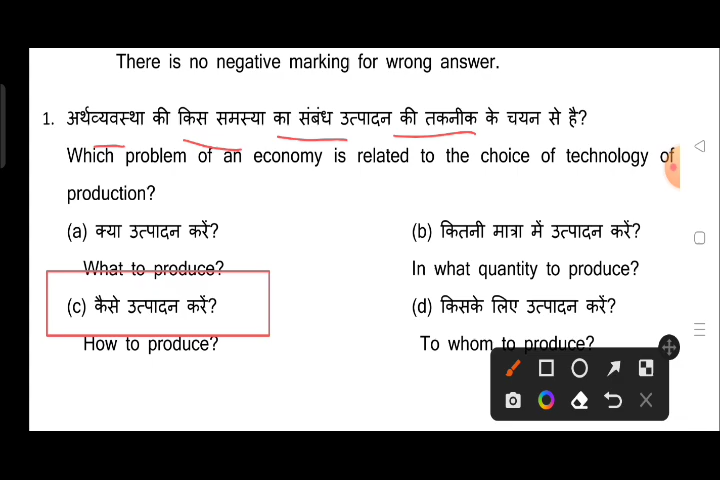 There is no negative marking for wrong answer.
1. अर्थव्यवस्था की किस समस्या का संबंध उत्पादन की तकनीक के चयन से है?
Which problem of an economy is related to the choice of technology of
production?
(a) क्या उत्पादन करें? (b) कितनी मात्रा में उत्पादन करें?
What to produce? In what quantity to produce?
(c) कैसे उत्पादन करें? (d) किसके लिए उत्पादन करें?
How to produce? To whom to produce?